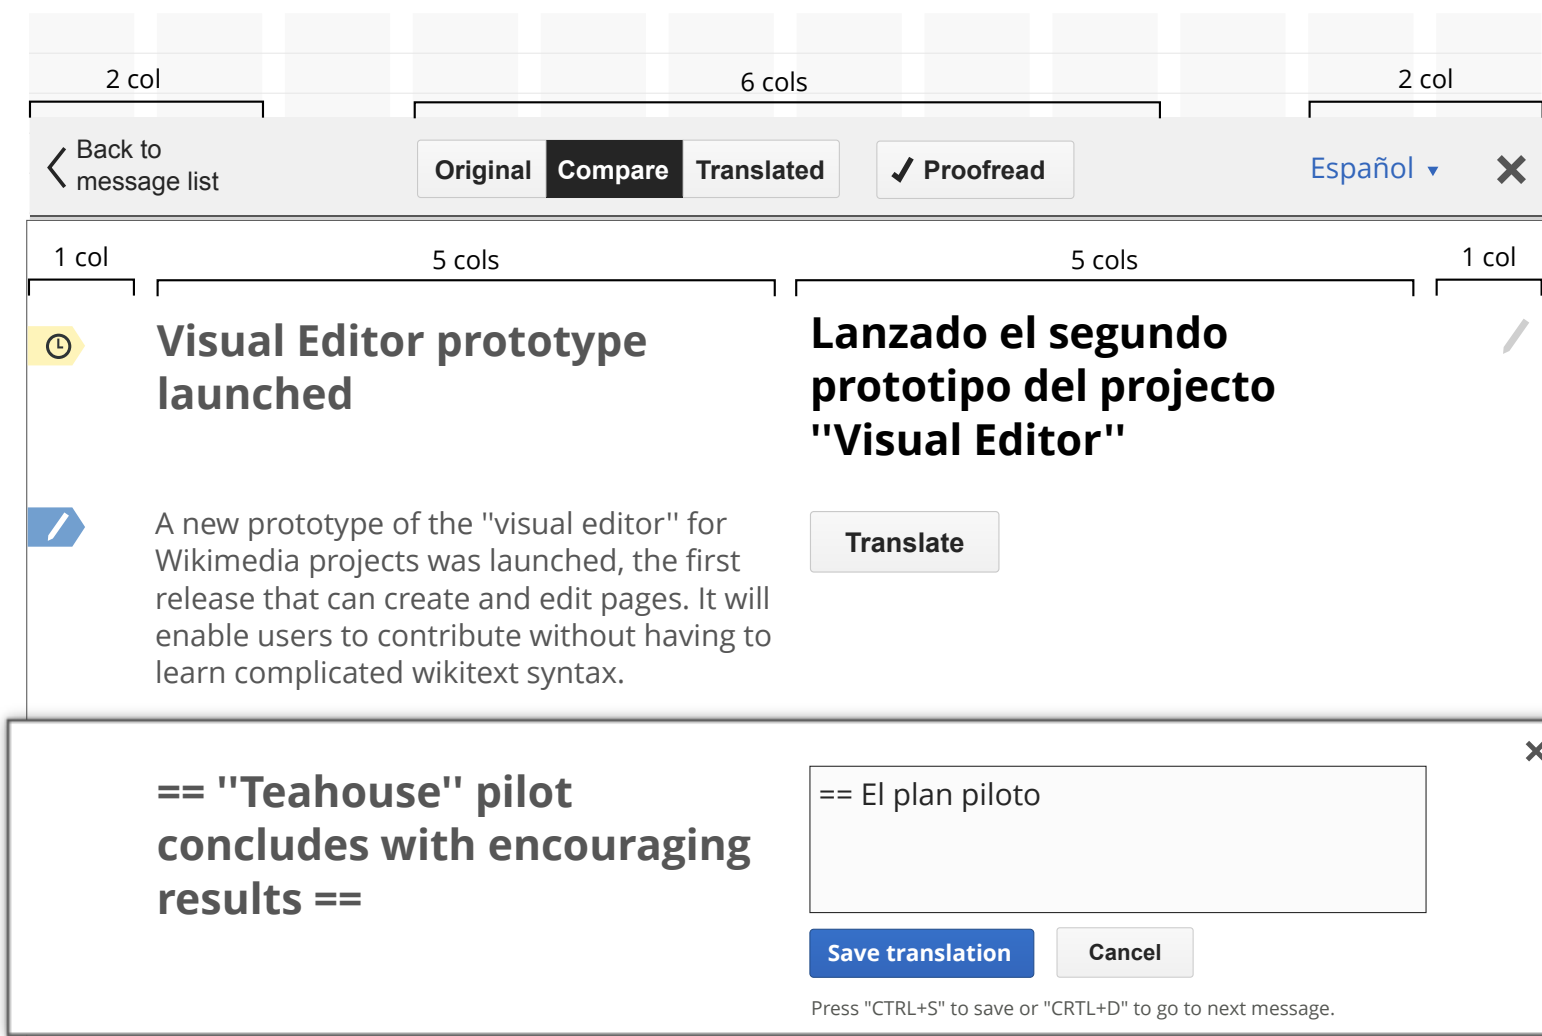 2 col
6 cols
2 col
Back to
message list
Original
Compare
Translated
Proofread
Español
1 col
5 cols
5 cols
1 col
Visual Editor prototype
launched
Lanzado el segundo
prototipo del projecto
''Visual Editor''
A new prototype of the ''visual editor'' for
Wikimedia projects was launched, the first
release that can create and edit pages. It will
enable users to contribute without having to
learn complicated wikitext syntax.
Translate
== ''Teahouse'' pilot
concludes with encouraging
results ==
== El plan piloto
Save translation
Cancel
Press "CTRL+S" to save or "CRTL+D" to go to next message.